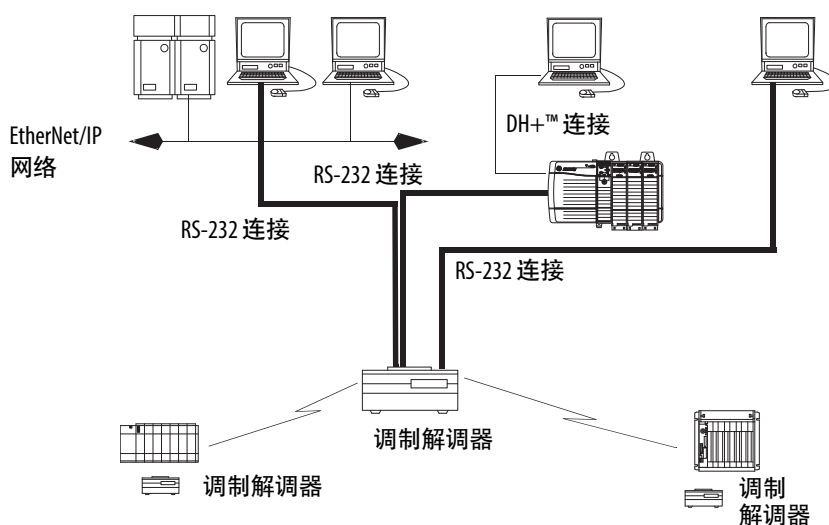 DH+™ 连接
EtherNet/IP
网络
RS-232 连接
RS-232 连接
RS-232 连接
调制解调器
调制解调器
调制
解调器